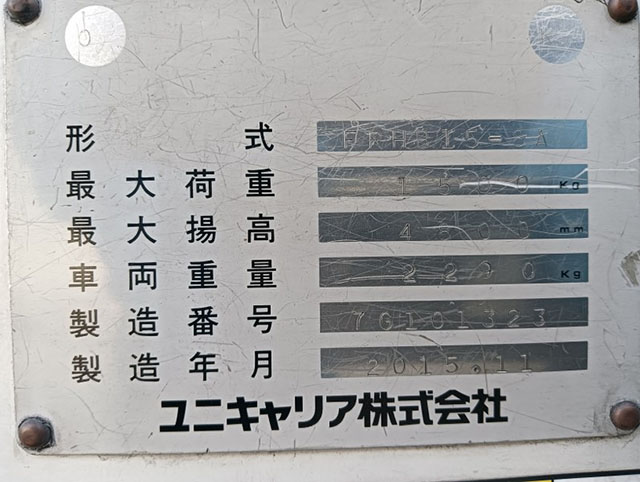 形式
最大荷重 1500 Kg
最大揚高 4500 mm
車両重量 Kg
製造番号 7G101323
製造年月 2015.11
ユニキャリア株式会社